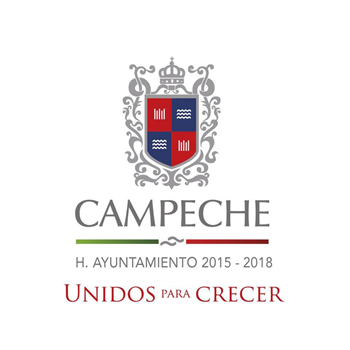 CAMPECHE
H. AYUNTAMIENTO 2015 - 2018
UNIDOS PARA CRECER